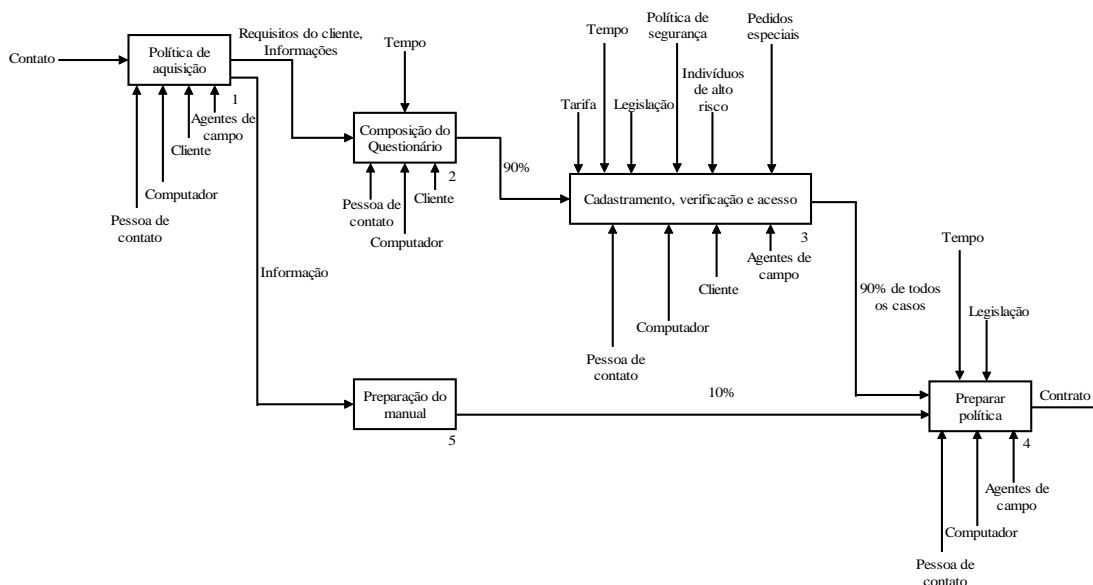 Contato
Política de
aquisição
1
Requisitos do cliente,
Informações
Agentes de
campo
Cliente
Computador
Pessoa de
contato
Tempo
Composição do
Questionário
2
Cliente
Pessoa de
contato
Computador
90%
Tarifa
Tempo
Legislação
Política de
segurança
Indivíduos
de alto
risco
Pedidos
especiais
Cadastramento, verificação e acesso
3
Agentes de
campo
Cliente
Computador
Pessoa de
contato
90% de todos
os casos
Informação
Preparação do
manual
5
10%
Tempo
Legislação
Preparar
política
4
Contrato
Agentes de
campo
Computador
Pessoa de
contato